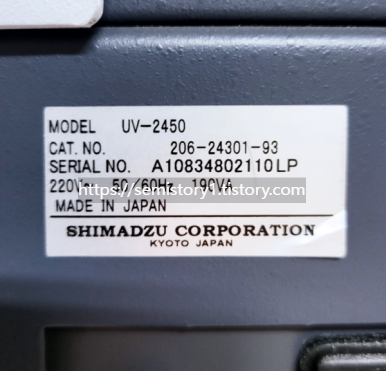 MODEL UV-2450
CAT. NO. 206-24301-93
SERIAL NO. A10834802110LP
220V~ 50/60Hz 190VA
https://semistory.tistory.com
MADE IN JAPAN
SHIMADZU CORPORATION
KYOTO JAPAN